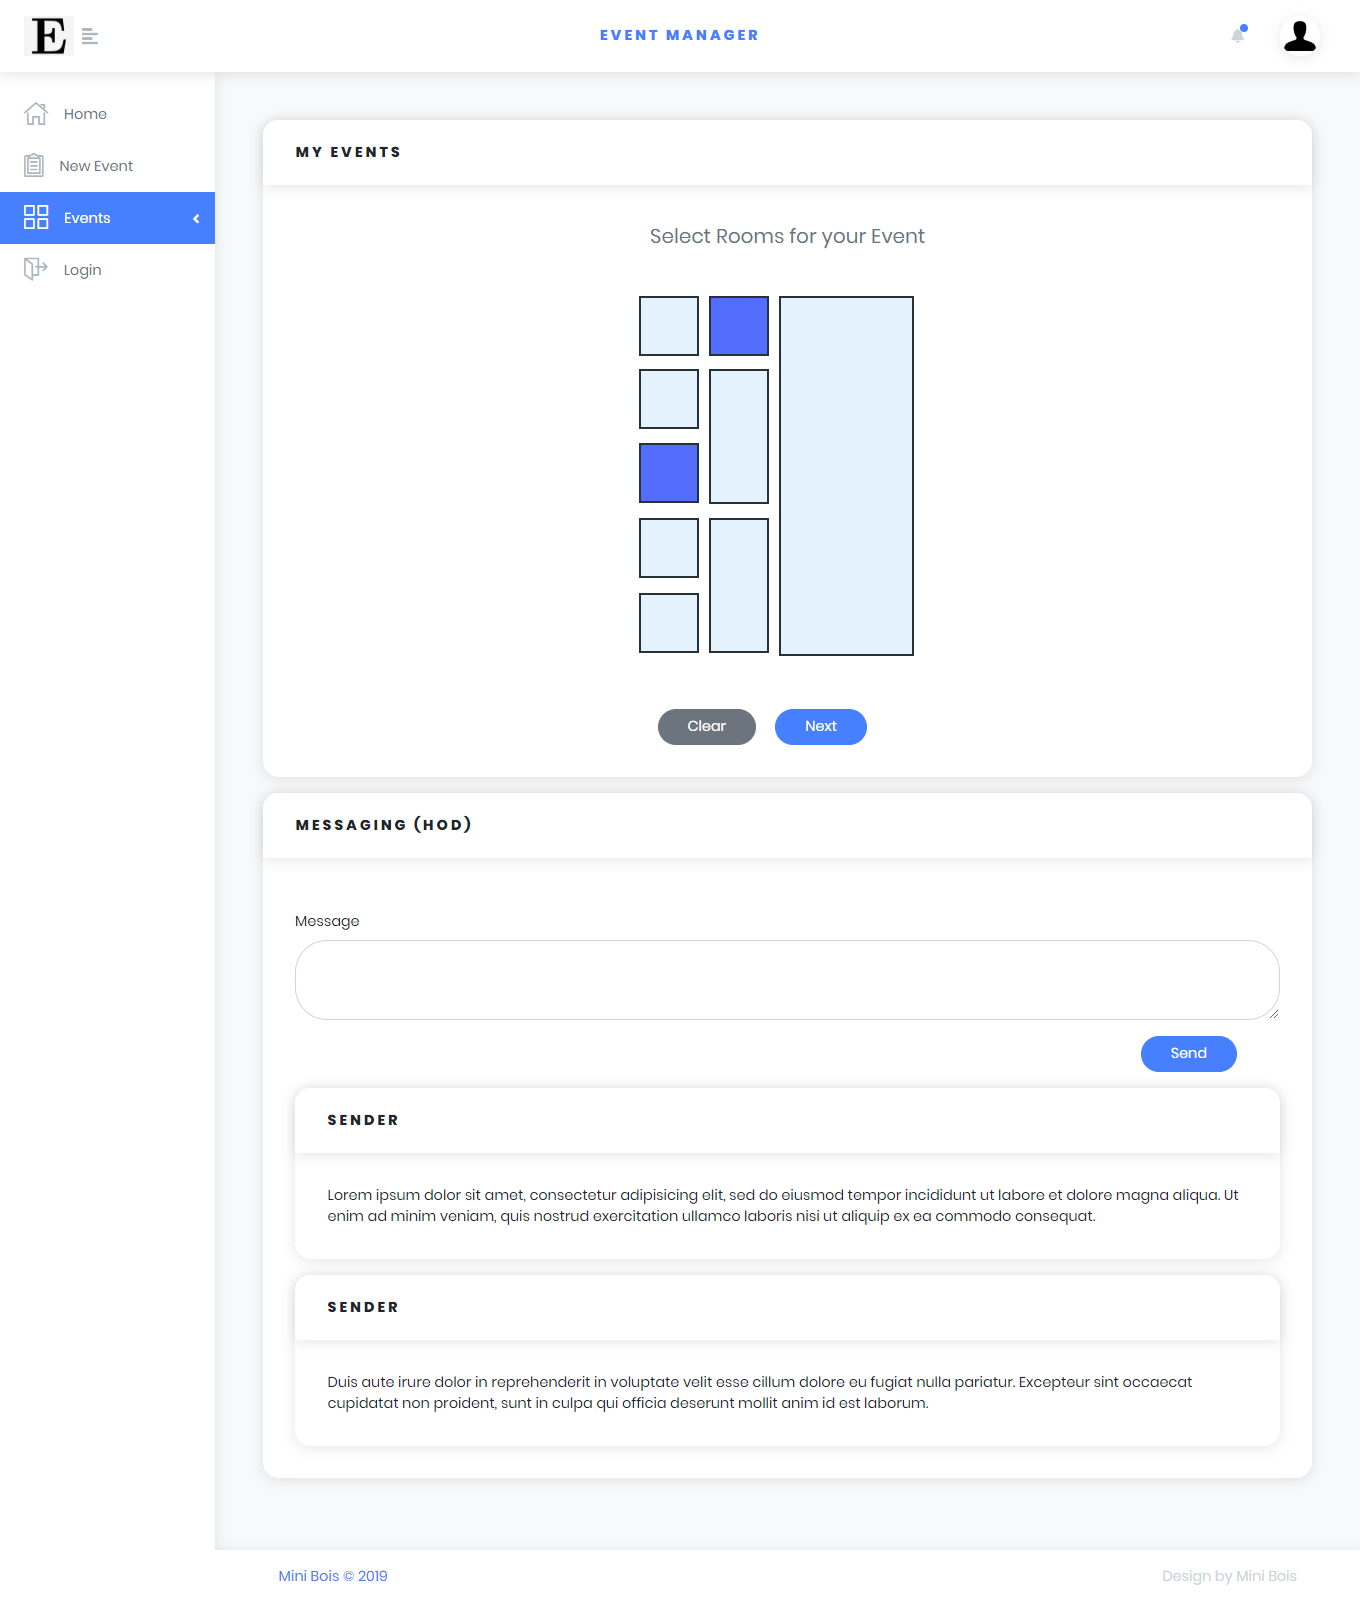 E
EVENT MANAGER
Home
New Event
Events
Login
MY EVENTS
Select Rooms for your Event
Clear
Next
MESSAGING (HOD)
Message
Send
SENDER
Lorem ipsum dolor sit amet, consectetur adipisicing elit, sed do eiusmod tempor incididunt ut labore et dolore magna aliqua. Ut
enim ad minim veniam, quis nostrud exercitation ullamco laboris nisi ut aliquip ex ea commodo consequat.
SENDER
Duis aute irure dolor in reprehenderit in voluptate velit esse cillum dolore eu fugiat nulla pariatur. Excepteur sint occaecat
cupidatat non proident, sunt in culpa qui officia deserunt mollit anim id est laborum.
Mini Bois © 2019
Design by Mini Bois